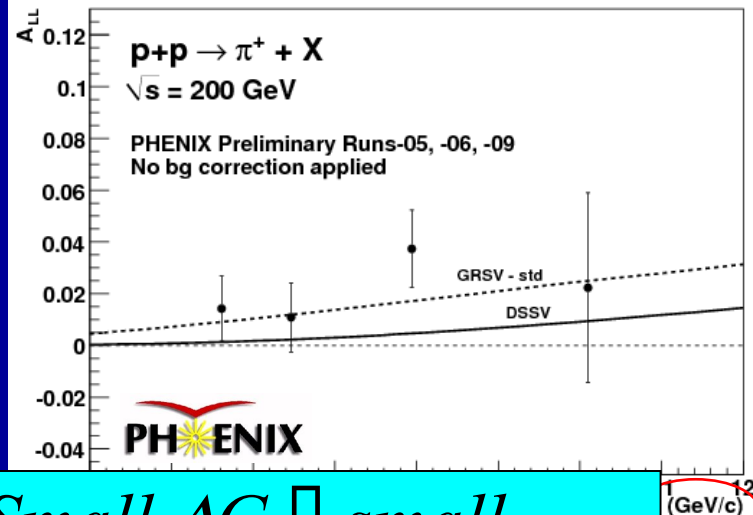 A_LL
0.12
p+p → π⁺ + X
0.1
√s = 200 GeV
0.08
PHENIX Preliminary Runs-05, -06, -09
No bg correction applied
0.06
0.04
GRSV - std
0.02
DSSV
0
-0.02
PHENIX
-0.04
1 12
(GeV/c)
Small ΔG ▯ small